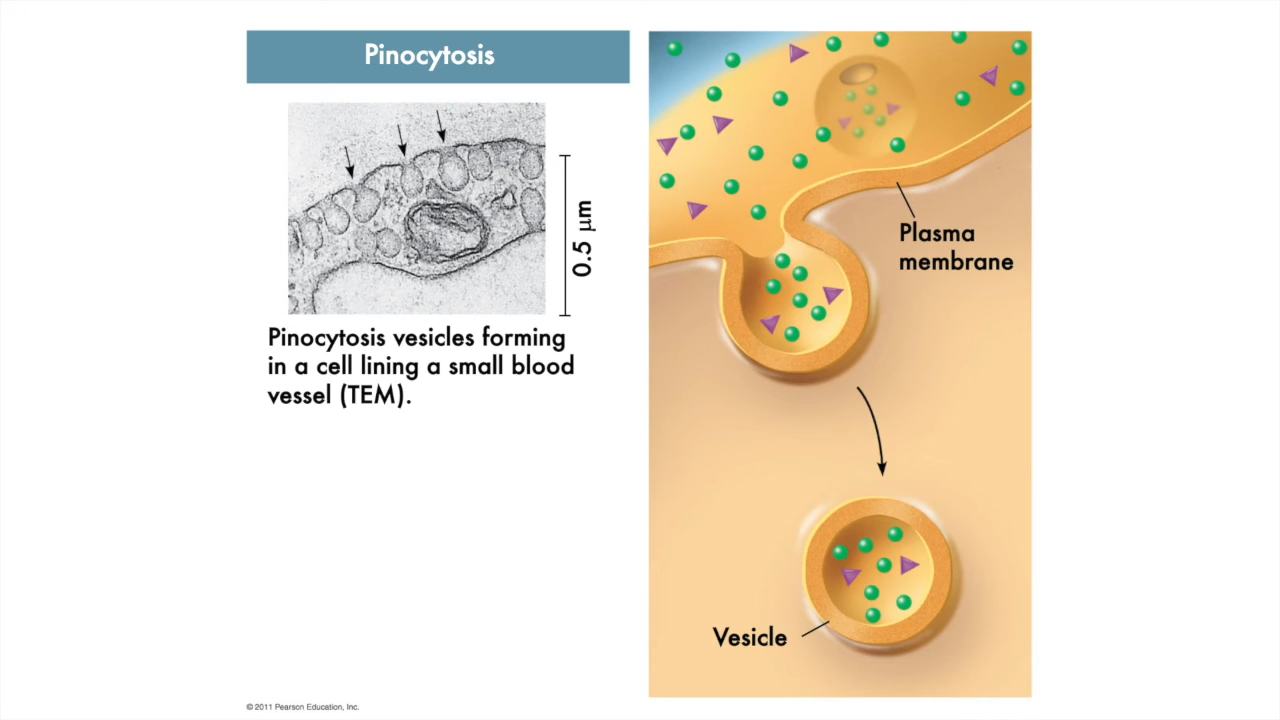 Pinocytosis
0.5 µm
Pinocytosis vesicles forming
in a cell lining a small blood
vessel (TEM).
Plasma
membrane
Vesicle
© 2011 Pearson Education, Inc.